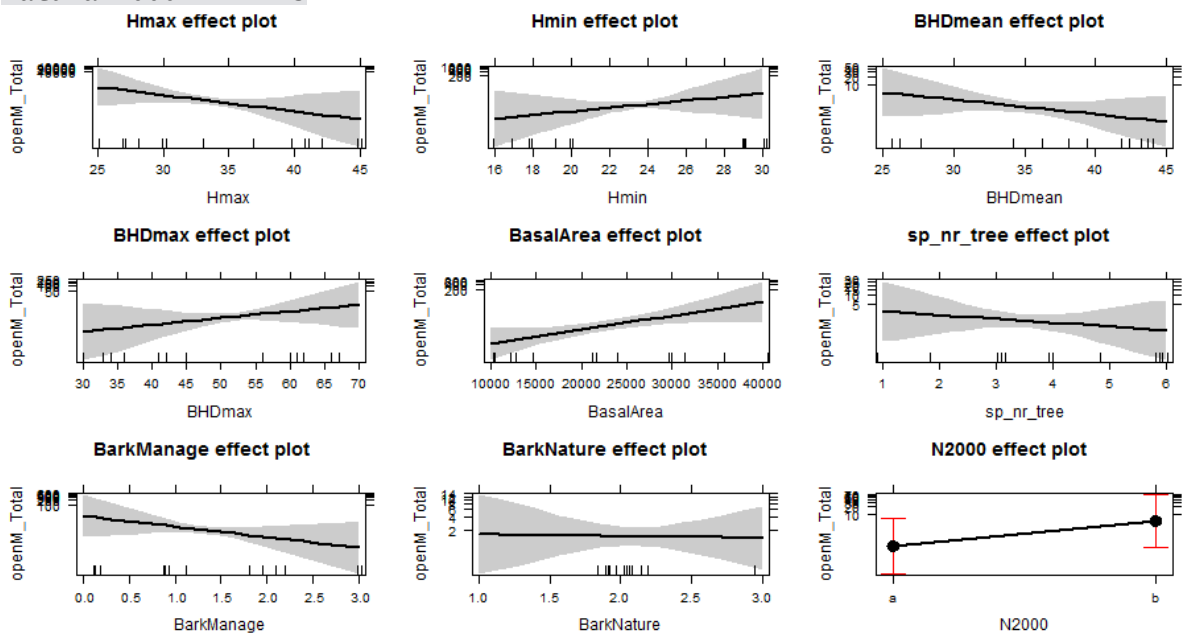 Hmax effect plot
openM_Total
25 30 35 40 45
Hmax
Hmin effect plot
openM_Total
200
16 18 20 22 24 26 28 30
Hmin
BHDmean effect plot
openM_Total
50
10
25 30 35 40 45
BHDmean
BHDmax effect plot
openM_Total
50
30 35 40 45 50 55 60 65 70
BHDmax
BasalArea effect plot
openM_Total
200
10000 15000 20000 25000 30000 35000 40000
BasalArea
sp_nr_tree effect plot
openM_Total
5
1 2 3 4 5 6
sp_nr_tree
BarkManage effect plot
openM_Total
100
0.0 0.5 1.0 1.5 2.0 2.5 3.0
BarkManage
BarkNature effect plot
openM_Total
14
4
2
1.0 1.5 2.0 2.5 3.0
BarkNature
N2000 effect plot
openM_Total
10
a b
N2000